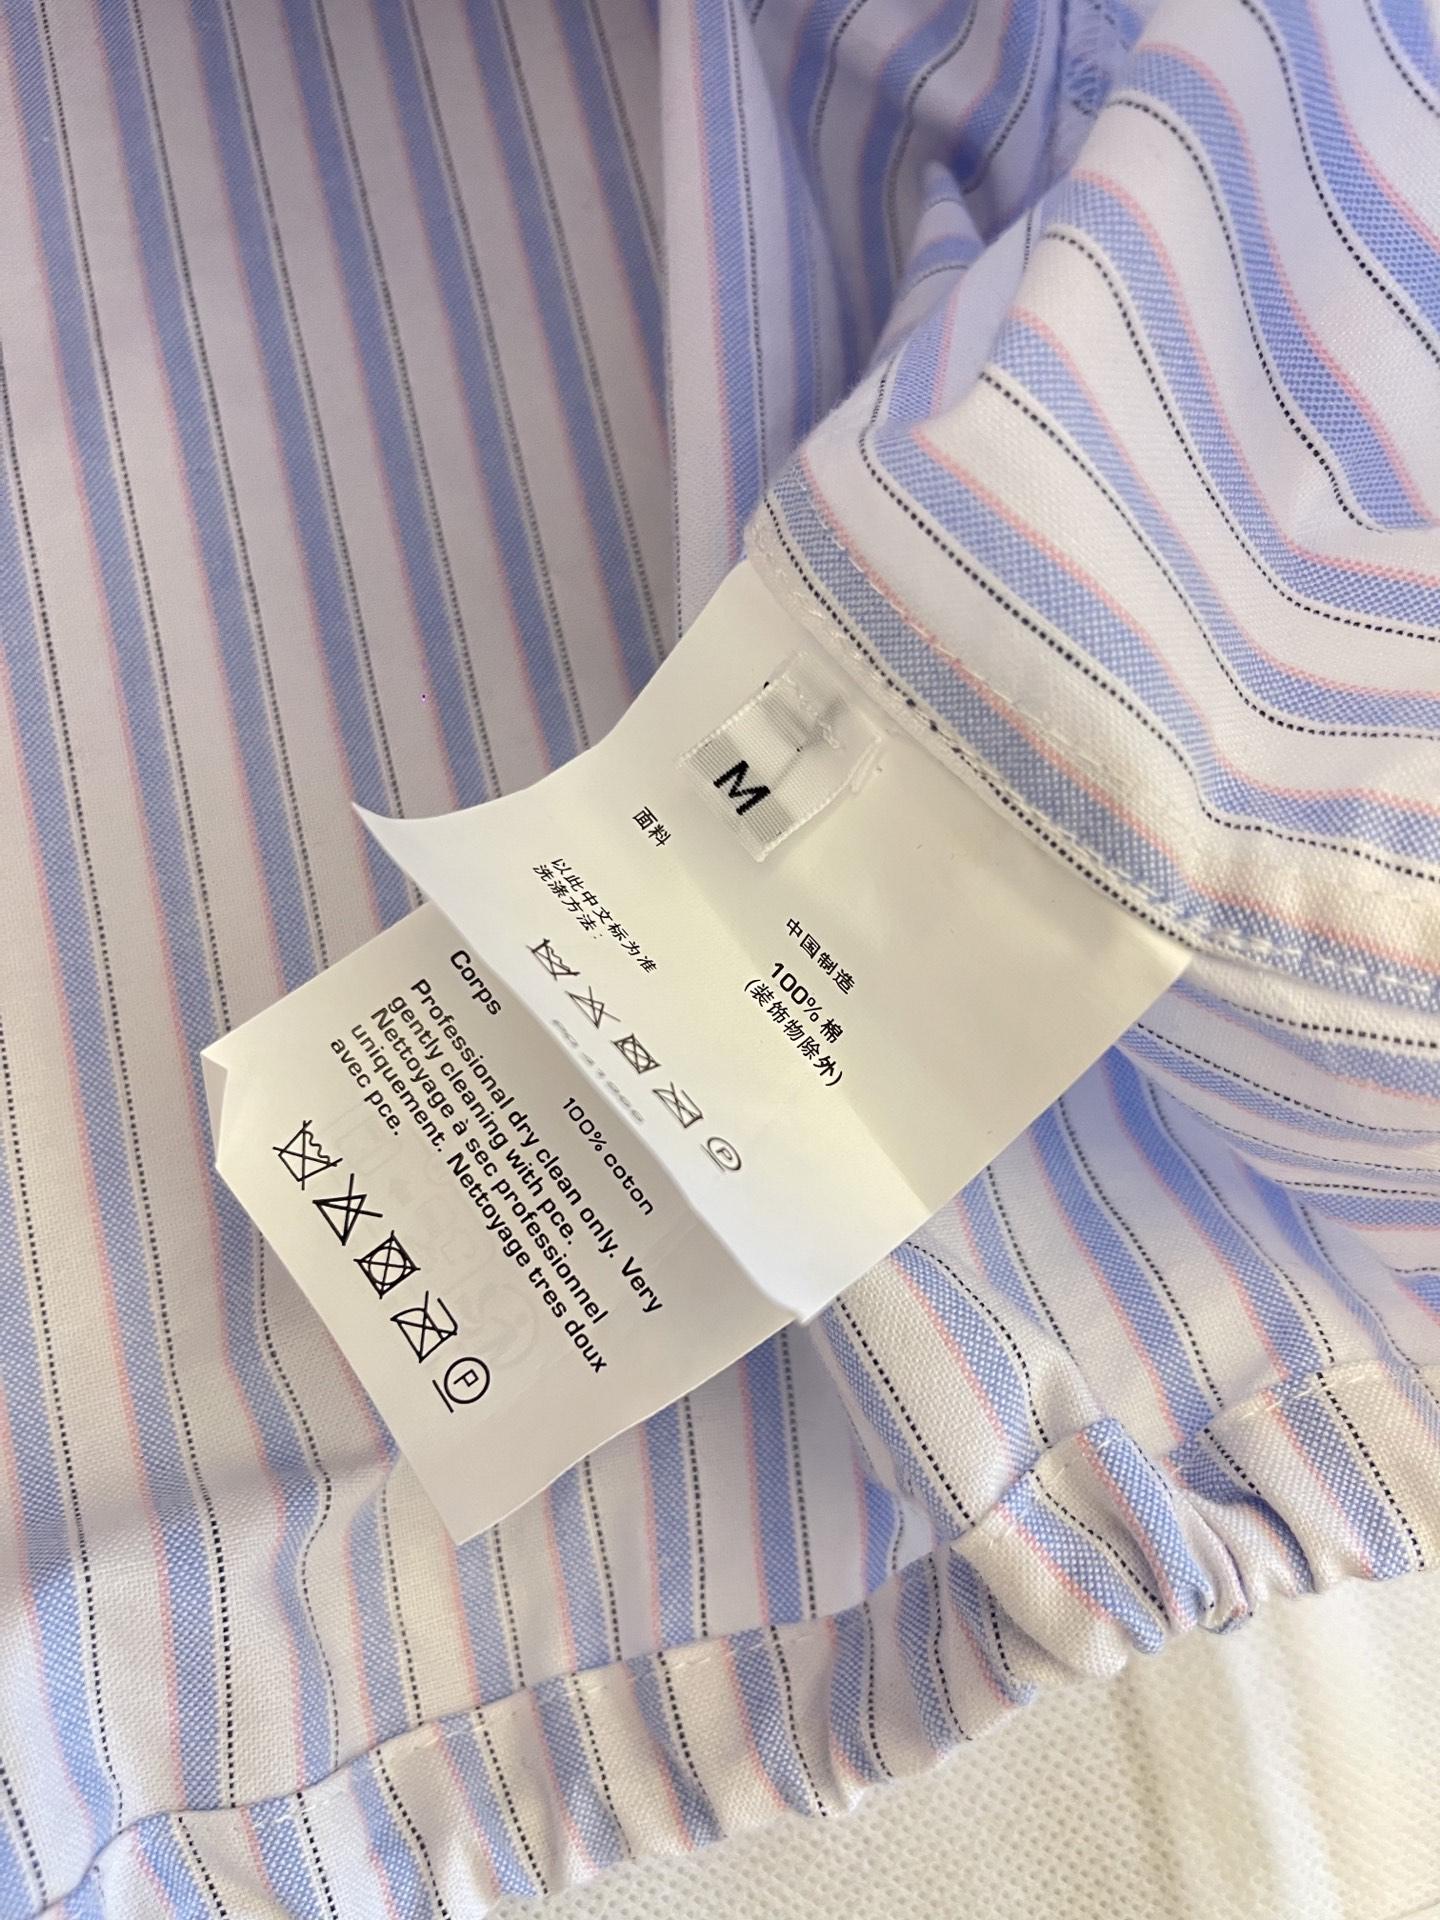 M
面料
中国制造
100% 棉
(装饰物除外)
以此中文标为准
洗涤方法：
P
Corps
100% coton
Professional dry clean only. Very
gently cleaning with pce.
Nettoyage à sec professionnel
uniquement. Nettoyage tres doux
avec pce.
P